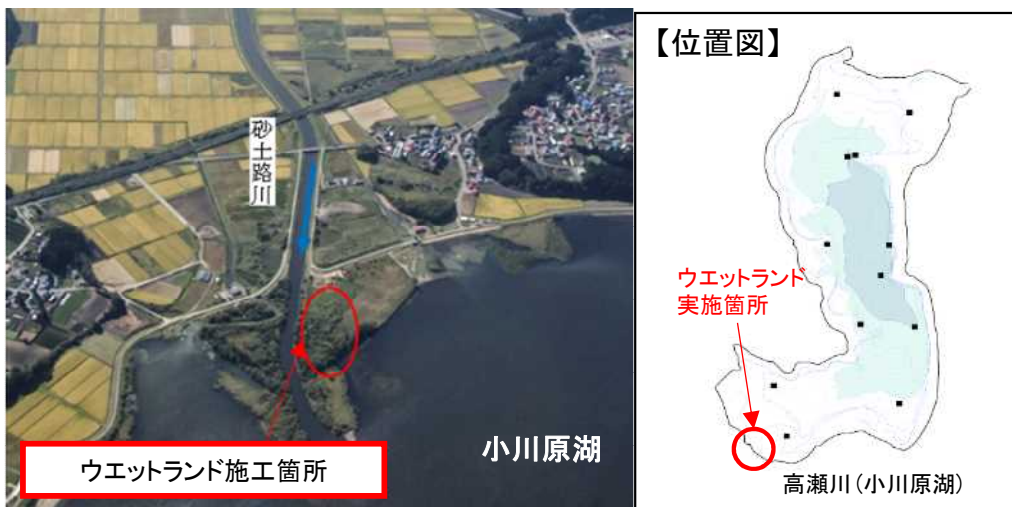 砂土路川
小川原湖
ウエットランド施工箇所
【位置図】
ウエットランド
実施箇所
高瀬川(小川原湖)